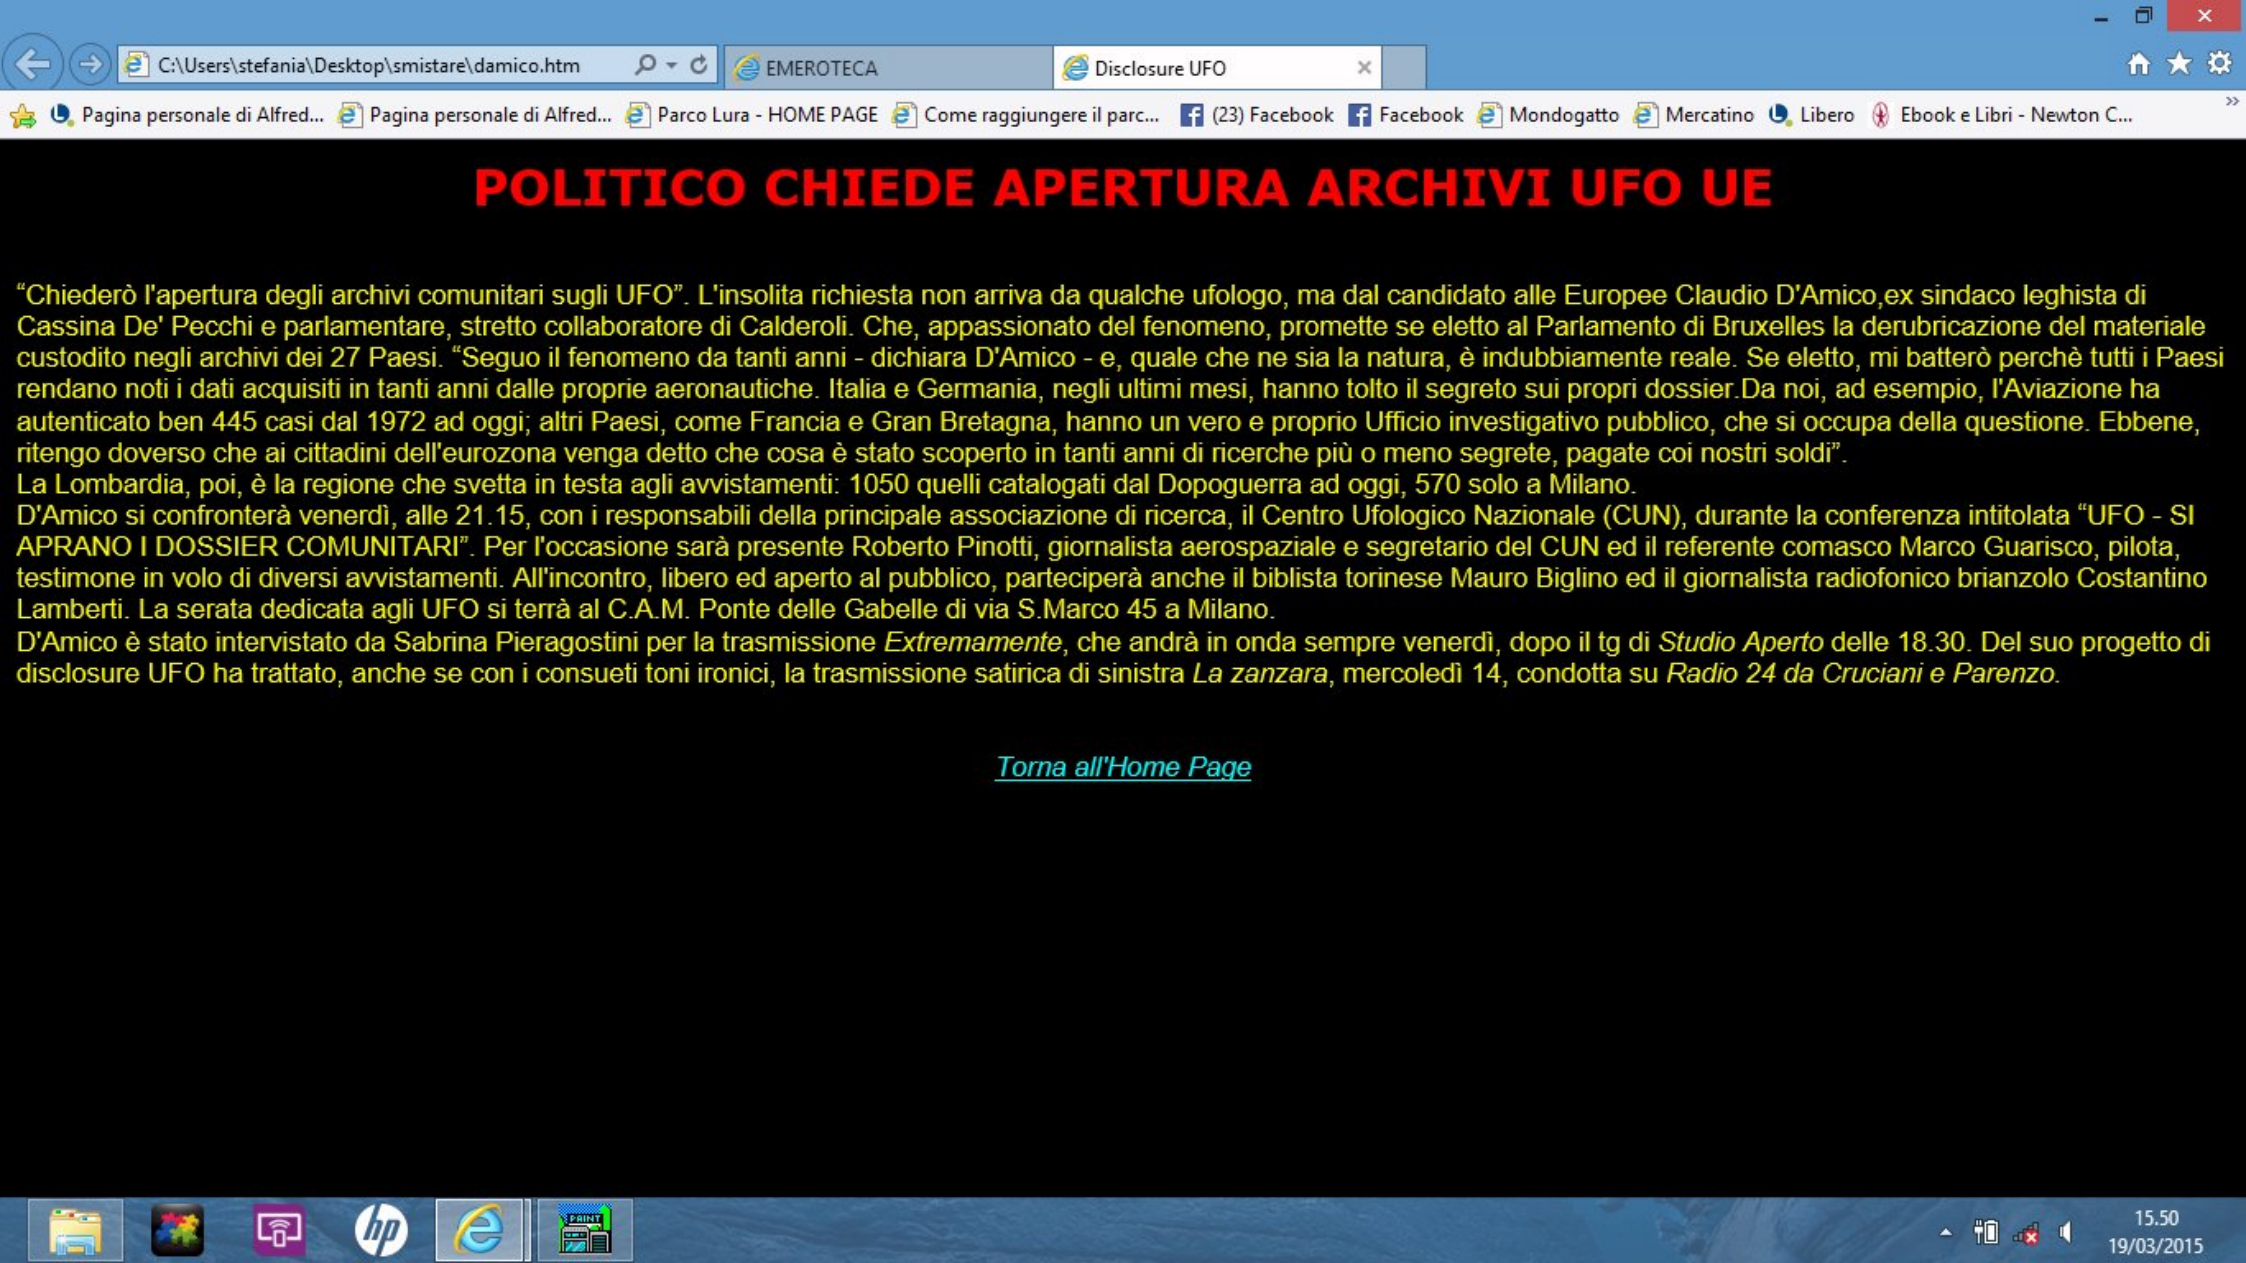 C:\Users\stefania\Desktop\smistare\damico.htm
EMEROTECA
Disclosure UFO
Pagina personale di Alfred...
Pagina personale di Alfred...
Parco Lura - HOME PAGE
Come raggiungere il parc...
(23) Facebook
Facebook
Mondogatto
Mercatino
Libero
Ebook e Libri - Newton C...
POLITICO CHIEDE APERTURA ARCHIVI UFO UE
“Chiederò l'apertura degli archivi comunitari sugli UFO”. L'insolita richiesta non arriva da qualche ufologo, ma dal candidato alle Europee Claudio D'Amico,ex sindaco leghista di
Cassina De' Pecchi e parlamentare, stretto collaboratore di Calderoli. Che, appassionato del fenomeno, promette se eletto al Parlamento di Bruxelles la derubricazione del materiale
custodito negli archivi dei 27 Paesi. “Seguo il fenomeno da tanti anni - dichiara D'Amico - e, quale che ne sia la natura, è indubbiamente reale. Se eletto, mi batterò perchè tutti i Paesi
rendano noti i dati acquisiti in tanti anni dalle proprie aeronautiche. Italia e Germania, negli ultimi mesi, hanno tolto il segreto sui propri dossier.Da noi, ad esempio, l'Aviazione ha
autenticato ben 445 casi dal 1972 ad oggi; altri Paesi, come Francia e Gran Bretagna, hanno un vero e proprio Ufficio investigativo pubblico, che si occupa della questione. Ebbene,
ritengo doverso che ai cittadini dell'eurozona venga detto che cosa è stato scoperto in tanti anni di ricerche più o meno segrete, pagate coi nostri soldi”.
La Lombardia, poi, è la regione che svetta in testa agli avvistamenti: 1050 quelli catalogati dal Dopoguerra ad oggi, 570 solo a Milano.
D'Amico si confronterà venerdì, alle 21.15, con i responsabili della principale associazione di ricerca, il Centro Ufologico Nazionale (CUN), durante la conferenza intitolata “UFO - SI
APRANO I DOSSIER COMUNITARI”. Per l'occasione sarà presente Roberto Pinotti, giornalista aerospaziale e segretario del CUN ed il referente comasco Marco Guarisco, pilota,
testimone in volo di diversi avvistamenti. All'incontro, libero ed aperto al pubblico, parteciperà anche il biblista torinese Mauro Biglino ed il giornalista radiofonico brianzolo Costantino
Lamberti. La serata dedicata agli UFO si terrà al C.A.M. Ponte delle Gabelle di via S.Marco 45 a Milano.
D'Amico è stato intervistato da Sabrina Pieragostini per la trasmissione Extremamente, che andrà in onda sempre venerdì, dopo il tg di Studio Aperto delle 18.30. Del suo progetto di
disclosure UFO ha trattato, anche se con i consueti toni ironici, la trasmissione satirica di sinistra La zanzara, mercoledì 14, condotta su Radio 24 da Cruciani e Parenzo.
Torna all'Home Page
hp
PAINT
15.50
19/03/2015